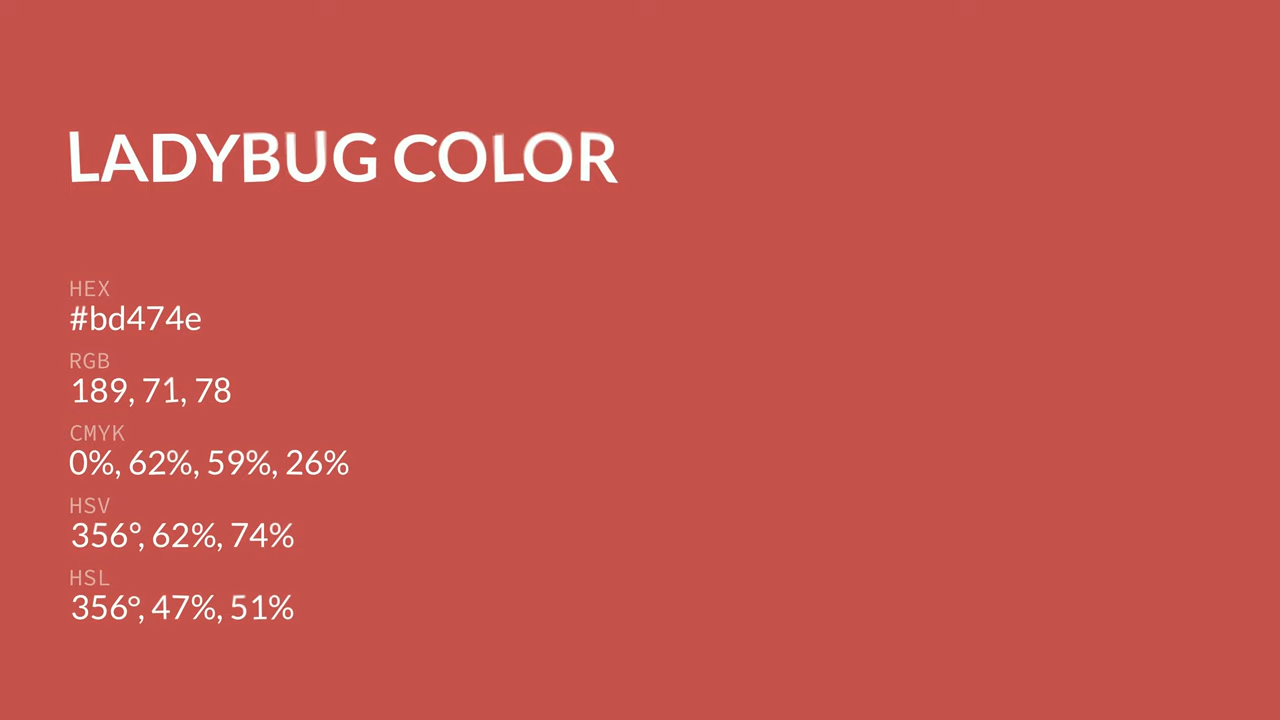 LADYBUG COLOR
HEX
#bd474e
RGB
189, 71, 78
CMYK
0%, 62%, 59%, 26%
HSV
356°, 62%, 74%
HSL
356°, 47%, 51%